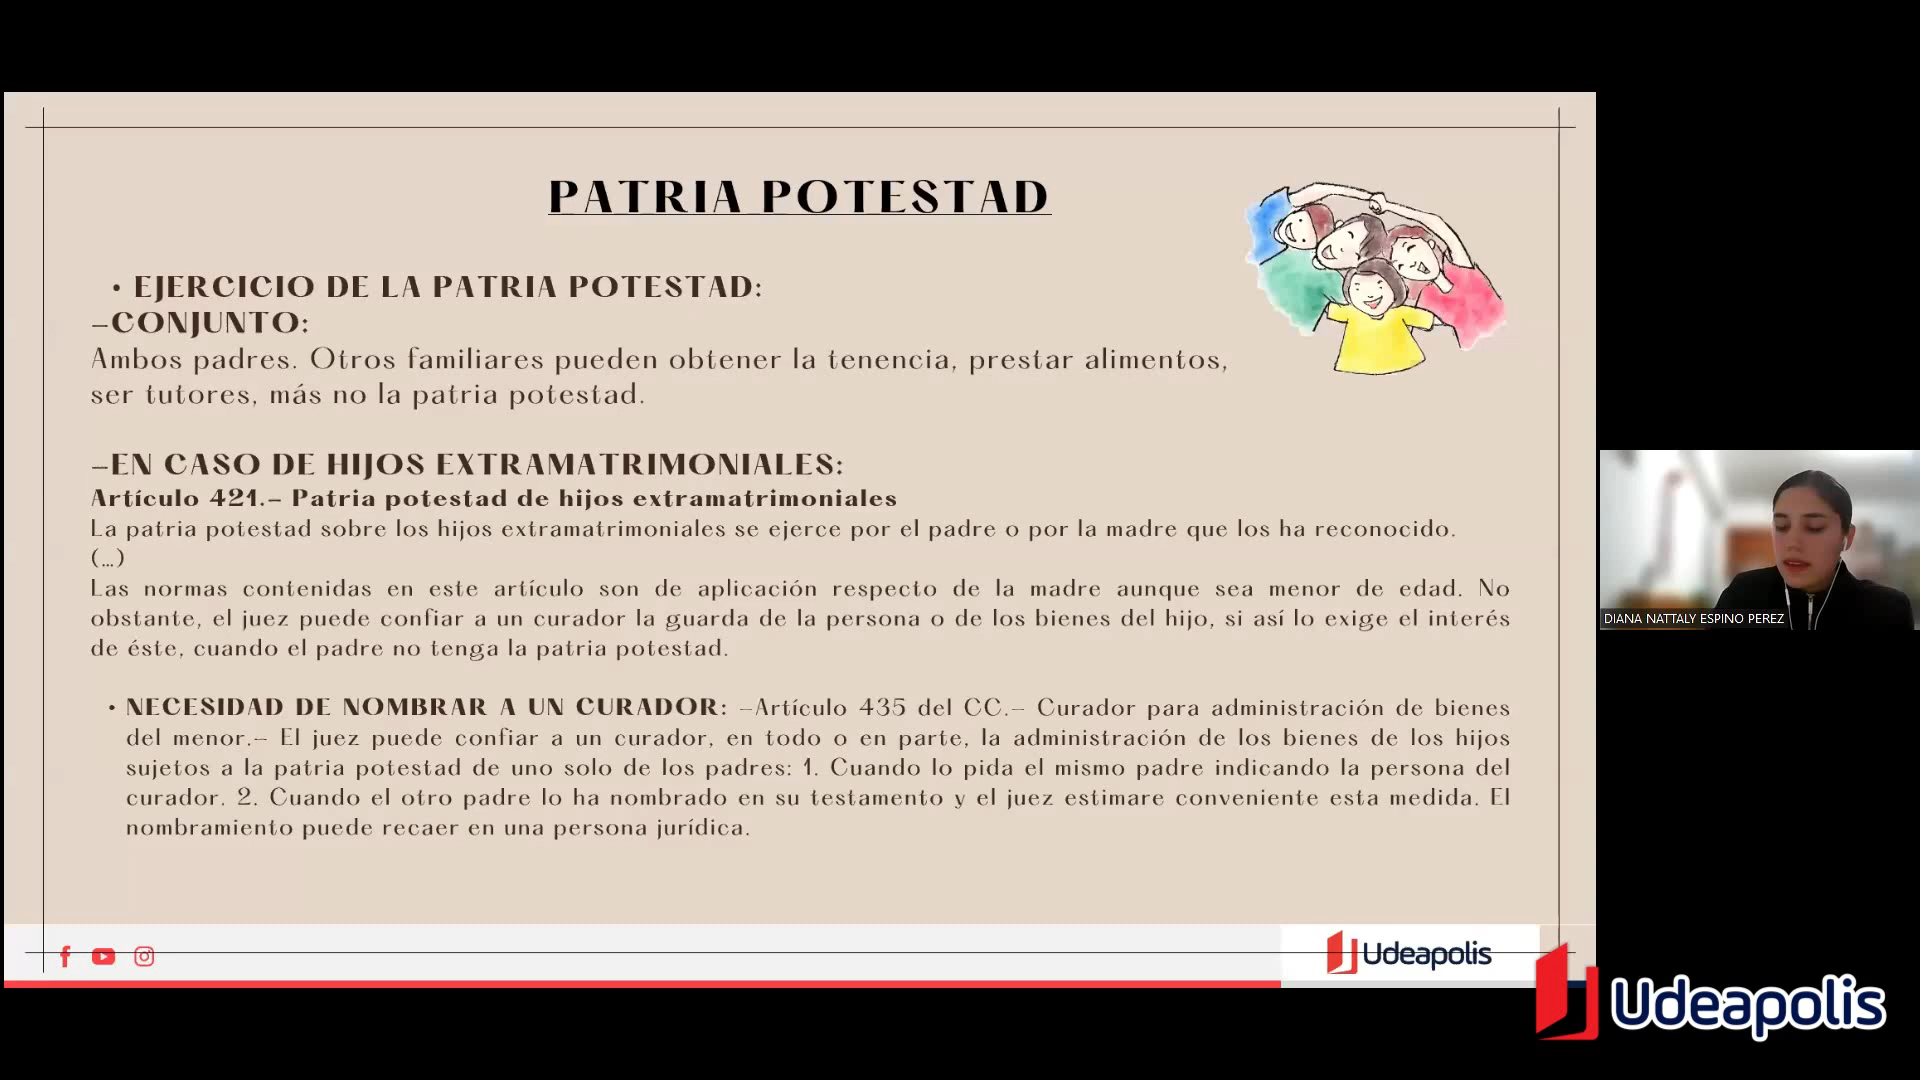 PATRIA POTESTAD
• EJERCICIO DE LA PATRIA POTESTAD:
–CONJUNTO:
Ambos padres. Otros familiares pueden obtener la tenencia, prestar alimentos,
ser tutores, más no la patria potestad.
–EN CASO DE HIJOS EXTRAMATRIMONIALES:
Artículo 421.– Patria potestad de hijos extramatrimoniales
La patria potestad sobre los hijos extramatrimoniales se ejerce por el padre o por la madre que los ha reconocido.
(...)
Las normas contenidas en este artículo son de aplicación respecto de la madre aunque sea menor de edad. No
obstante, el juez puede confiar a un curador la guarda de la persona o de los bienes del hijo, si así lo exige el interés
de éste, cuando el padre no tenga la patria potestad.
• NECESIDAD DE NOMBRAR A UN CURADOR: –Artículo 435 del CC.– Curador para administración de bienes
del menor.– El juez puede confiar a un curador, en todo o en parte, la administración de los bienes de los hijos
sujetos a la patria potestad de uno solo de los padres: 1. Cuando lo pida el mismo padre indicando la persona del
curador. 2. Cuando el otro padre lo ha nombrado en su testamento y el juez estimare conveniente esta medida. El
nombramiento puede recaer en una persona jurídica.
DIANA NATTALY ESPINO PEREZ
Udeapolis
Udeapolis